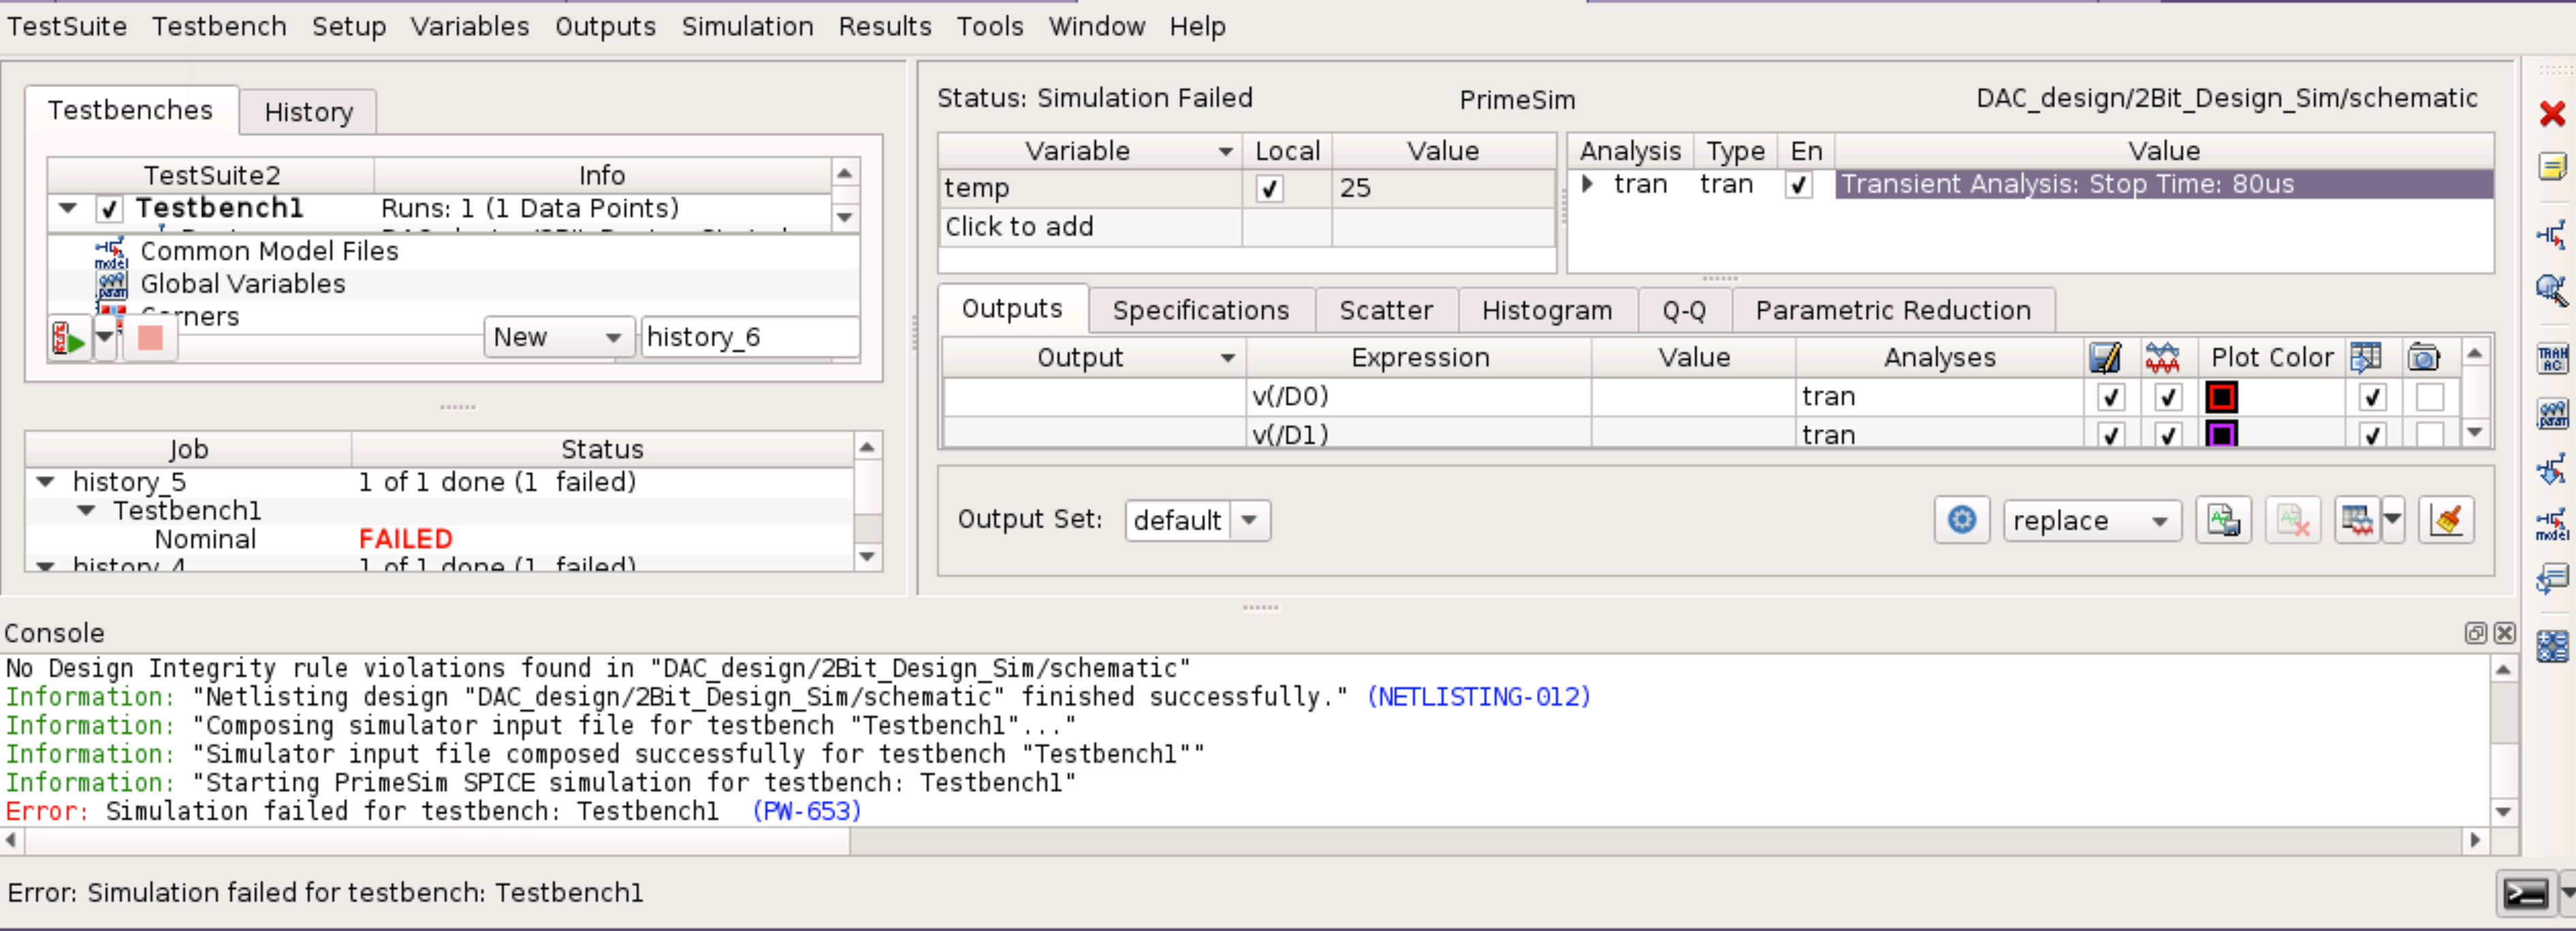 TestSuite Testbench Setup Variables Outputs Simulation Results Tools Window Help
Testbenches History
TestSuite2 Info
Testbench1 Runs: 1 (1 Data Points)
Common Model Files
Global Variables
Corners
New history_6
Job Status
history_5 1 of 1 done (1 failed)
Testbench1
Nominal FAILED
history_4 1 of 1 done (1 failed)
Status: Simulation Failed PrimeSim DAC_design/2Bit_Design_Sim/schematic
Variable Local Value
temp 25
Click to add
Analysis Type En Value
tran tran Transient Analysis: Stop Time: 80us
Outputs Specifications Scatter Histogram Q-Q Parametric Reduction
Output Expression Value Analyses Plot Color
v(/D0) tran
v(/D1) tran
Output Set: default replace
Console
No Design Integrity rule violations found in "DAC_design/2Bit_Design_Sim/schematic"
Information: "Netlisting design "DAC_design/2Bit_Design_Sim/schematic" finished successfully." (NETLISTING-012)
Information: "Composing simulator input file for testbench "Testbench1"..."
Information: "Simulator input file composed successfully for testbench "Testbench1""
Information: "Starting PrimeSim SPICE simulation for testbench: Testbench1"
Error: Simulation failed for testbench: Testbench1 (PW-653)
Error: Simulation failed for testbench: Testbench1